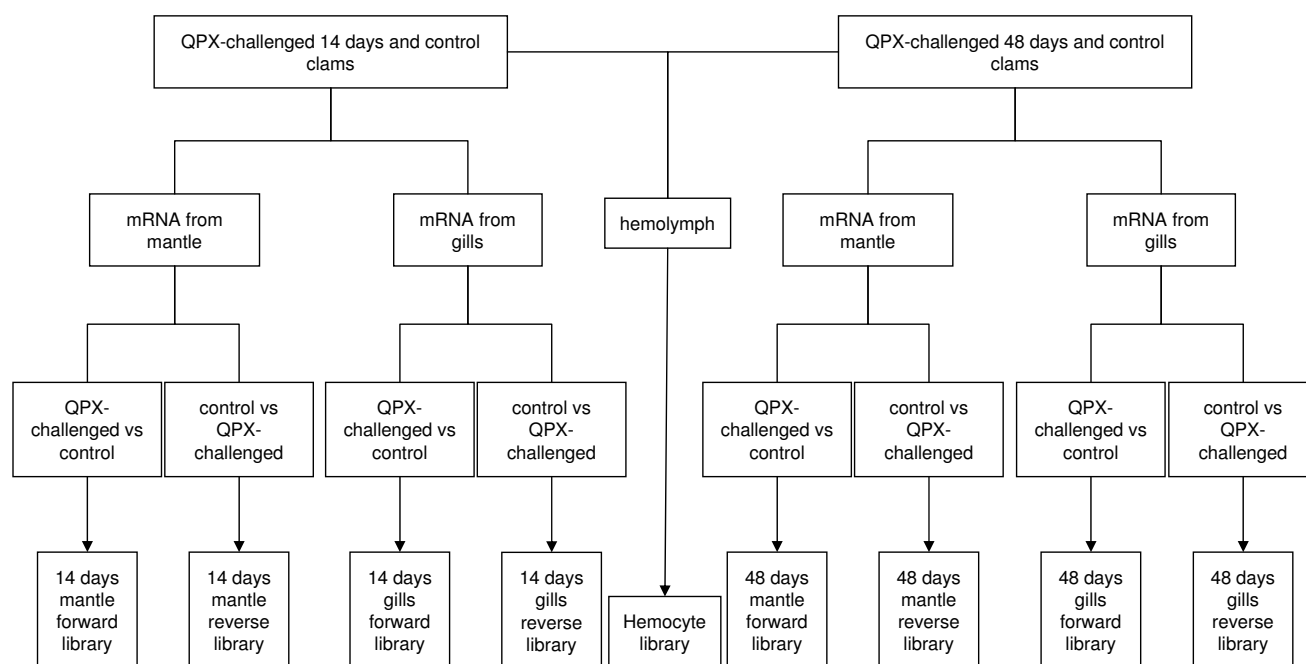 QPX-challenged 14 days and control
clams
QPX-challenged 48 days and control
clams
mRNA from
mantle
mRNA from
gills
hemolymph
mRNA from
mantle
mRNA from
gills
QPX-
challenged vs
control
control vs
QPX-
challenged
QPX-
challenged vs
control
control vs
QPX-
challenged
QPX-
challenged vs
control
control vs
QPX-
challenged
QPX-
challenged vs
control
control vs
QPX-
challenged
14 days
mantle
forward
library
14 days
mantle
reverse
library
14 days
gills
forward
library
14 days
gills
reverse
library
Hemocyte
library
48 days
mantle
forward
library
48 days
mantle
reverse
library
48 days
gills
forward
library
48 days
gills
reverse
library